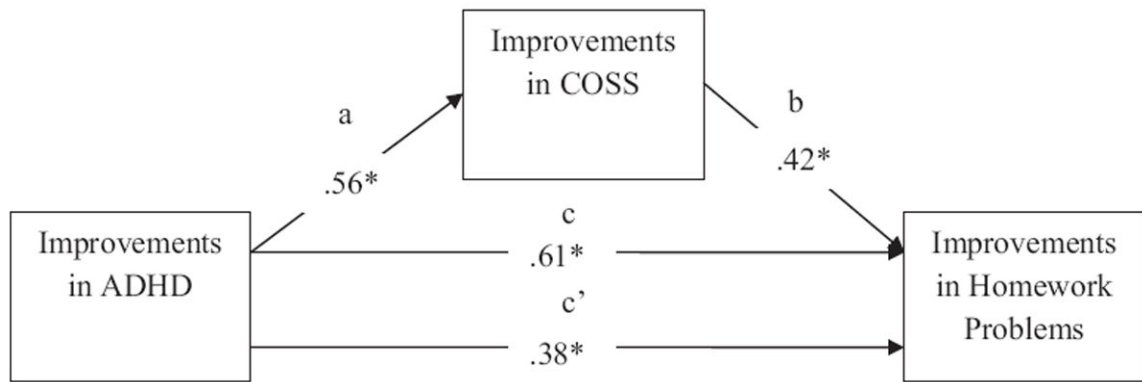 Improvements
in COSS
a
b
.56*
.42*
Improvements
in ADHD
c
.61*
c’
.38*
Improvements
in Homework
Problems